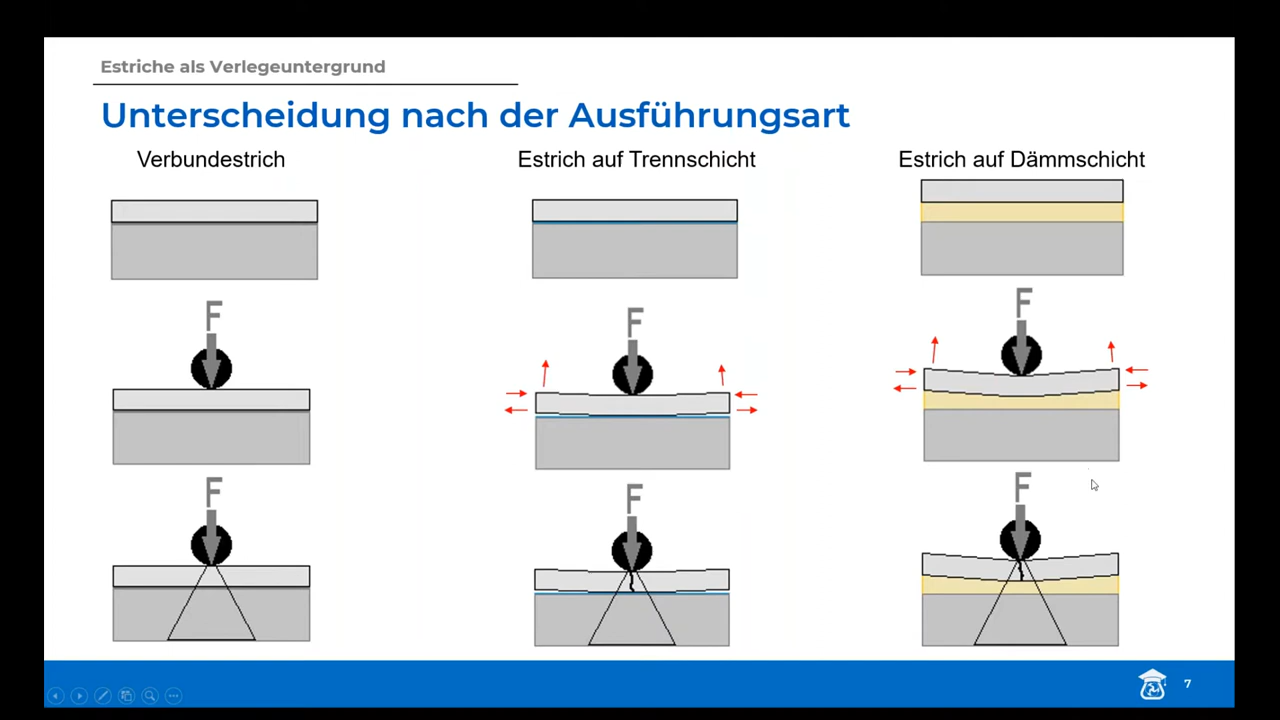 Estriche als Verlegeuntergrund
Unterscheidung nach der Ausführungsart
Verbundestrich
Estrich auf Trennschicht
Estrich auf Dämmschicht
F
F
F
F
F
F
7